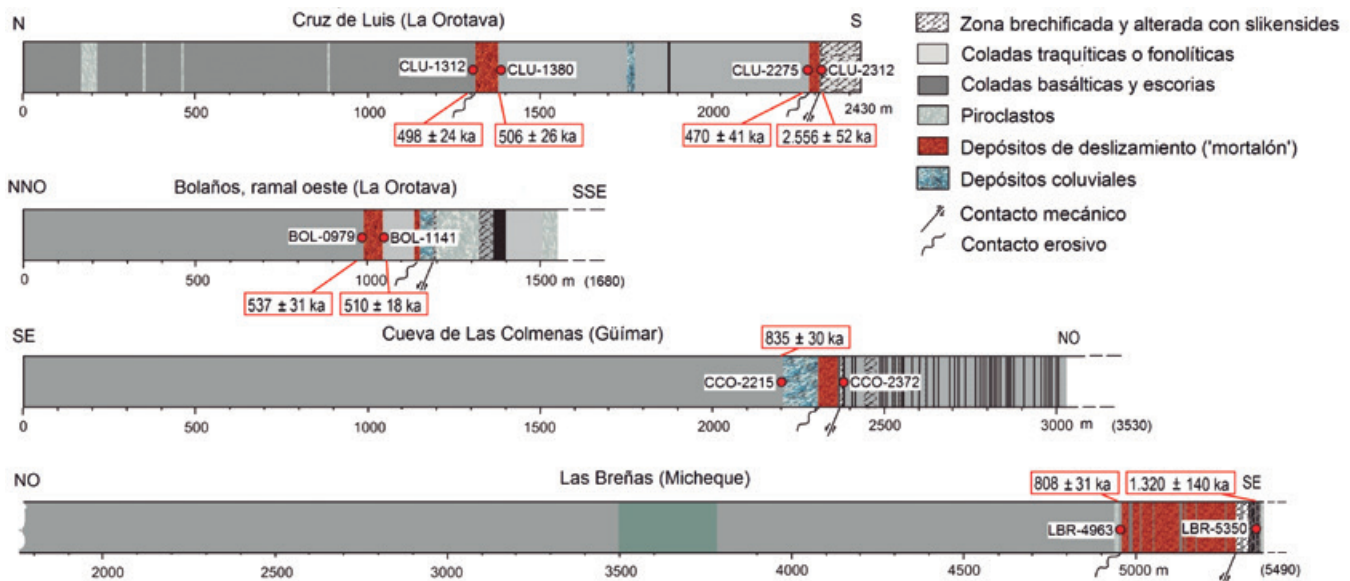 N Cruz de Luis (La Orotava) S
CLU-1312 CLU-1380 CLU-2275 CLU-2312
0 500 1000 1500 2000 2430 m
498 ± 24 ka 506 ± 26 ka 470 ± 41 ka 2.556 ± 52 ka
Zona brechificada y alterada con slikensides
Coladas traquíticas o fonolíticas
Coladas basálticas y escorias
Piroclastos
Depósitos de deslizamiento ('mortalón')
Depósitos coluviales
Contacto mecánico
Contacto erosivo
NNO Bolaños, ramal oeste (La Orotava) SSE
BOL-0979 BOL-1141
0 500 1000 1500 m (1680)
537 ± 31 ka 510 ± 18 ka
SE Cueva de Las Colmenas (Güímar) NO
835 ± 30 ka
CCO-2215 CCO-2372
0 500 1000 1500 2000 2500 3000 m (3530)
NO Las Breñas (Micheque) SE
808 ± 31 ka 1.320 ± 140 ka
LBR-4963 LBR-5350
2000 2500 3000 3500 4000 4500 5000 m (5490)